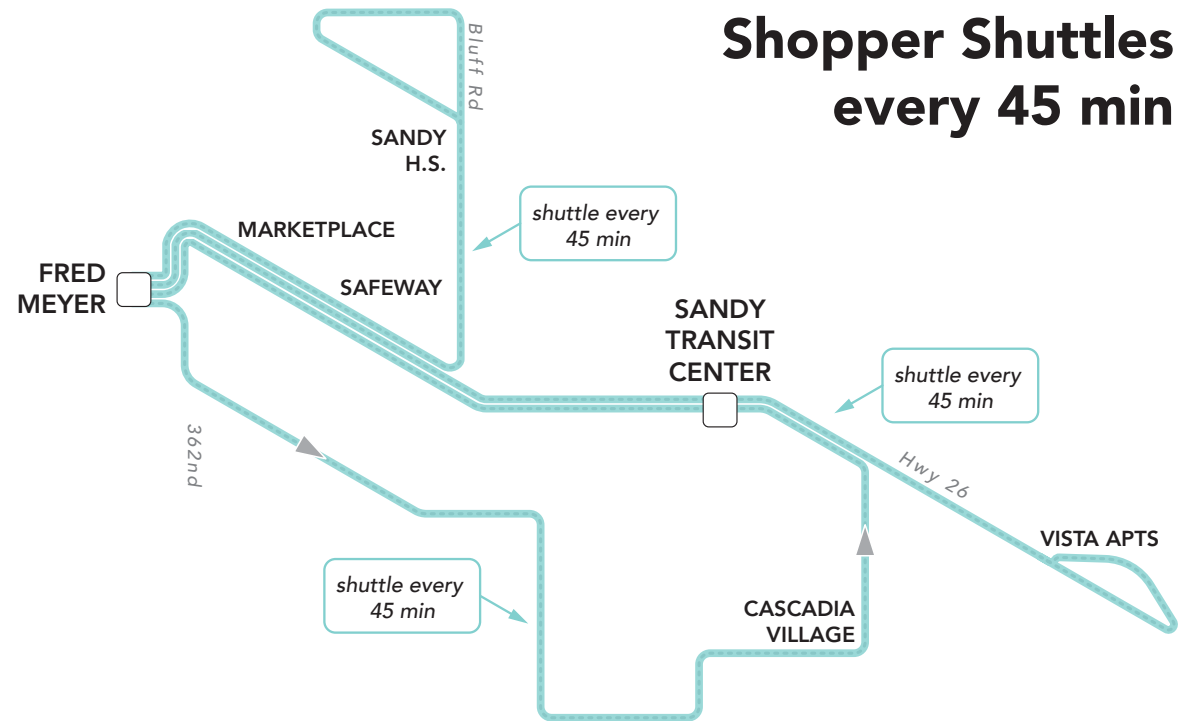 Shopper Shuttles
every 45 min
Bluff Rd
SANDY
H.S.
shuttle every
45 min
MARKETPLACE
FRED
MEYER
SAFEWAY
SANDY
TRANSIT
CENTER
shuttle every
45 min
362nd
Hwy 26
VISTA APTS
shuttle every
45 min
CASCADIA
VILLAGE